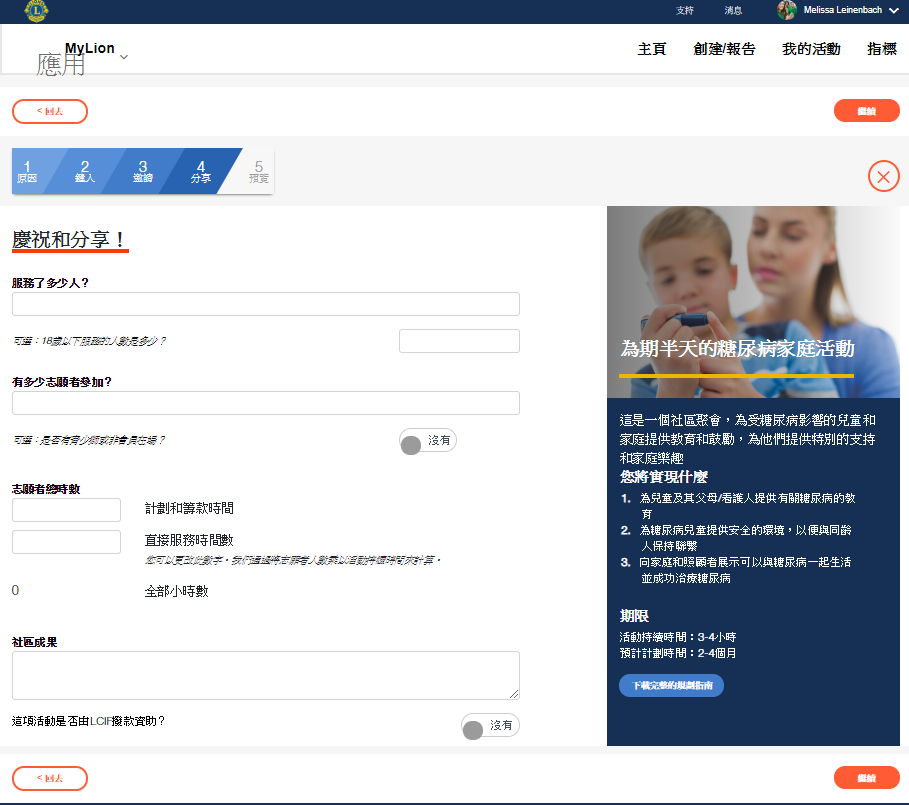 支持 消息 Melissa Leinenbach
MyLion
應用
主頁 創建/報告 我的活動 指標
< 回去
繼續
1 2 3 4 5
原因 鍵入 邀請 分享 預覽
慶祝和分享！
服務了多少人？
可選：18歲以下服務的人數是多少？
有多少志願者參加？
可選：是否有青少獅或非會員在場？
沒有
志願者總時數
計劃和籌款時間
直接服務時間數
您可以更改此數字。我們通過將志願者人數乘以活動持續時間來計算。
0 全部小時數
社區成果
這項活動是否由LCIF撥款資助？
沒有
為期半天的糖尿病家庭活動
這是一個社區聚會，為受糖尿病影響的兒童和
家庭提供教育和鼓勵，為他們提供特別的支持
和家庭樂趣
您將實現什麼
1. 為兒童及其父母/看護人提供有關糖尿病的教
育
2. 為糖尿病兒童提供安全的環境，以便與同齡
人保持聯繫
3. 向家庭和照顧者展示可以與糖尿病一起生活
並成功治療糖尿病
期限
活動持續時間：3-4小時
預計計劃時間：2-4個月
下載完整的規劃指南
< 回去
繼續